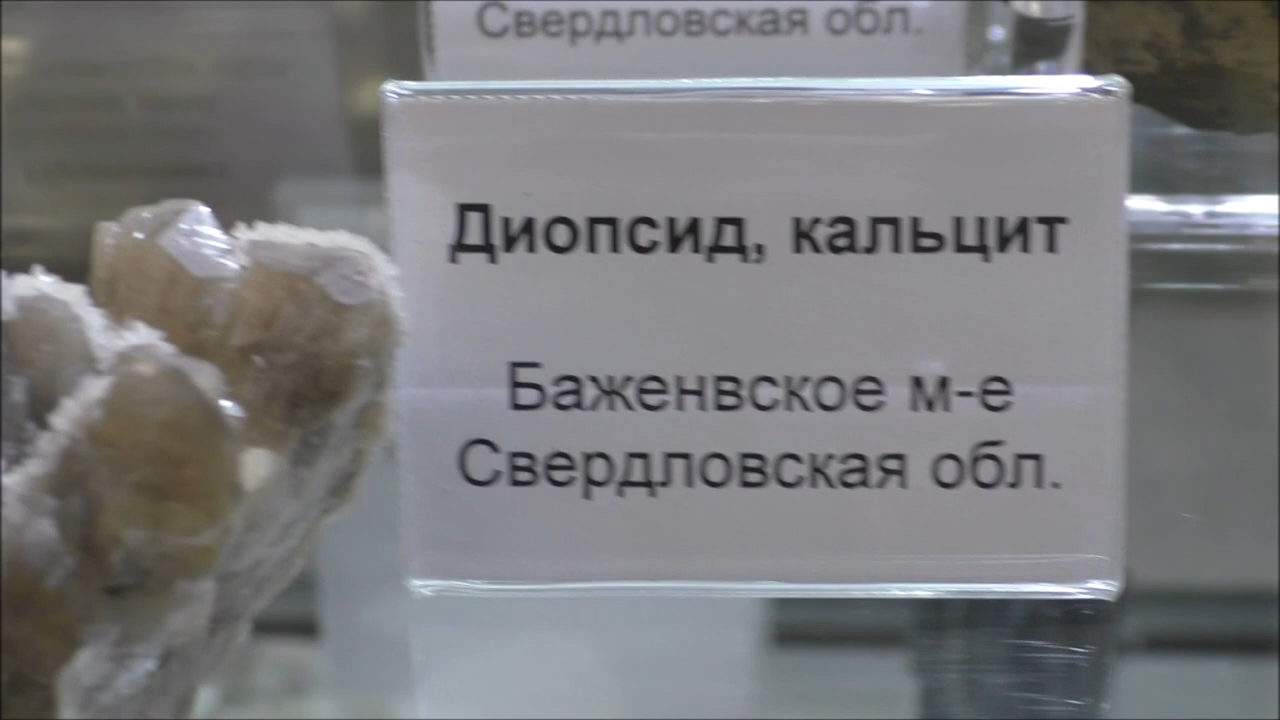 Свердловская обл.
Диопсид, кальцит
Баженвское м-е
Свердловская обл.